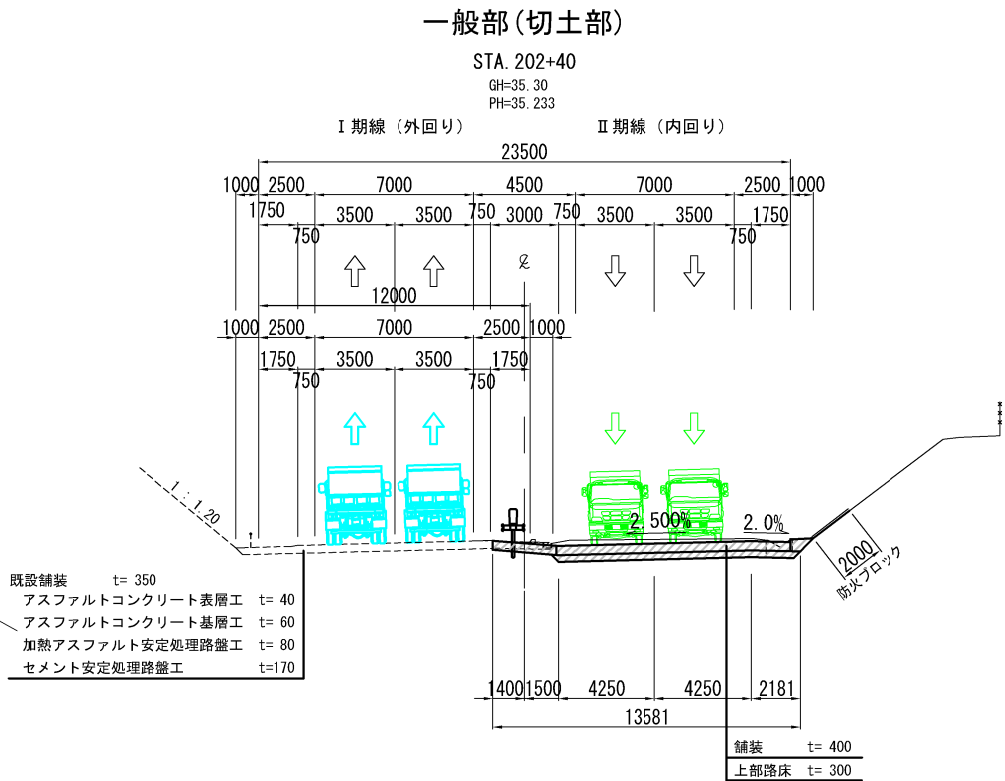 一般部(切土部)
STA. 202+40
GH=35.30
PH=35.233
Ⅰ期線 (外回り) Ⅱ期線 (内回り)
23500
1000 2500 7000 4500 7000 2500 1000
1750 3500 3500 750 3000 750 3500 3500 1750
750 750
℄
12000
1000 2500 7000 2500 1000
1750 3500 3500 1750
750 750
1 : 1.20
2.500% 2.0%
2000
防火ブロック
既設舗装 t= 350
アスファルトコンクリート表層工 t= 40
アスファルトコンクリート基層工 t= 60
加熱アスファルト安定処理路盤工 t= 80
セメント安定処理路盤工 t=170
1400 1500 4250 4250 2181
13581
舗装 t= 400
上部路床 t= 300